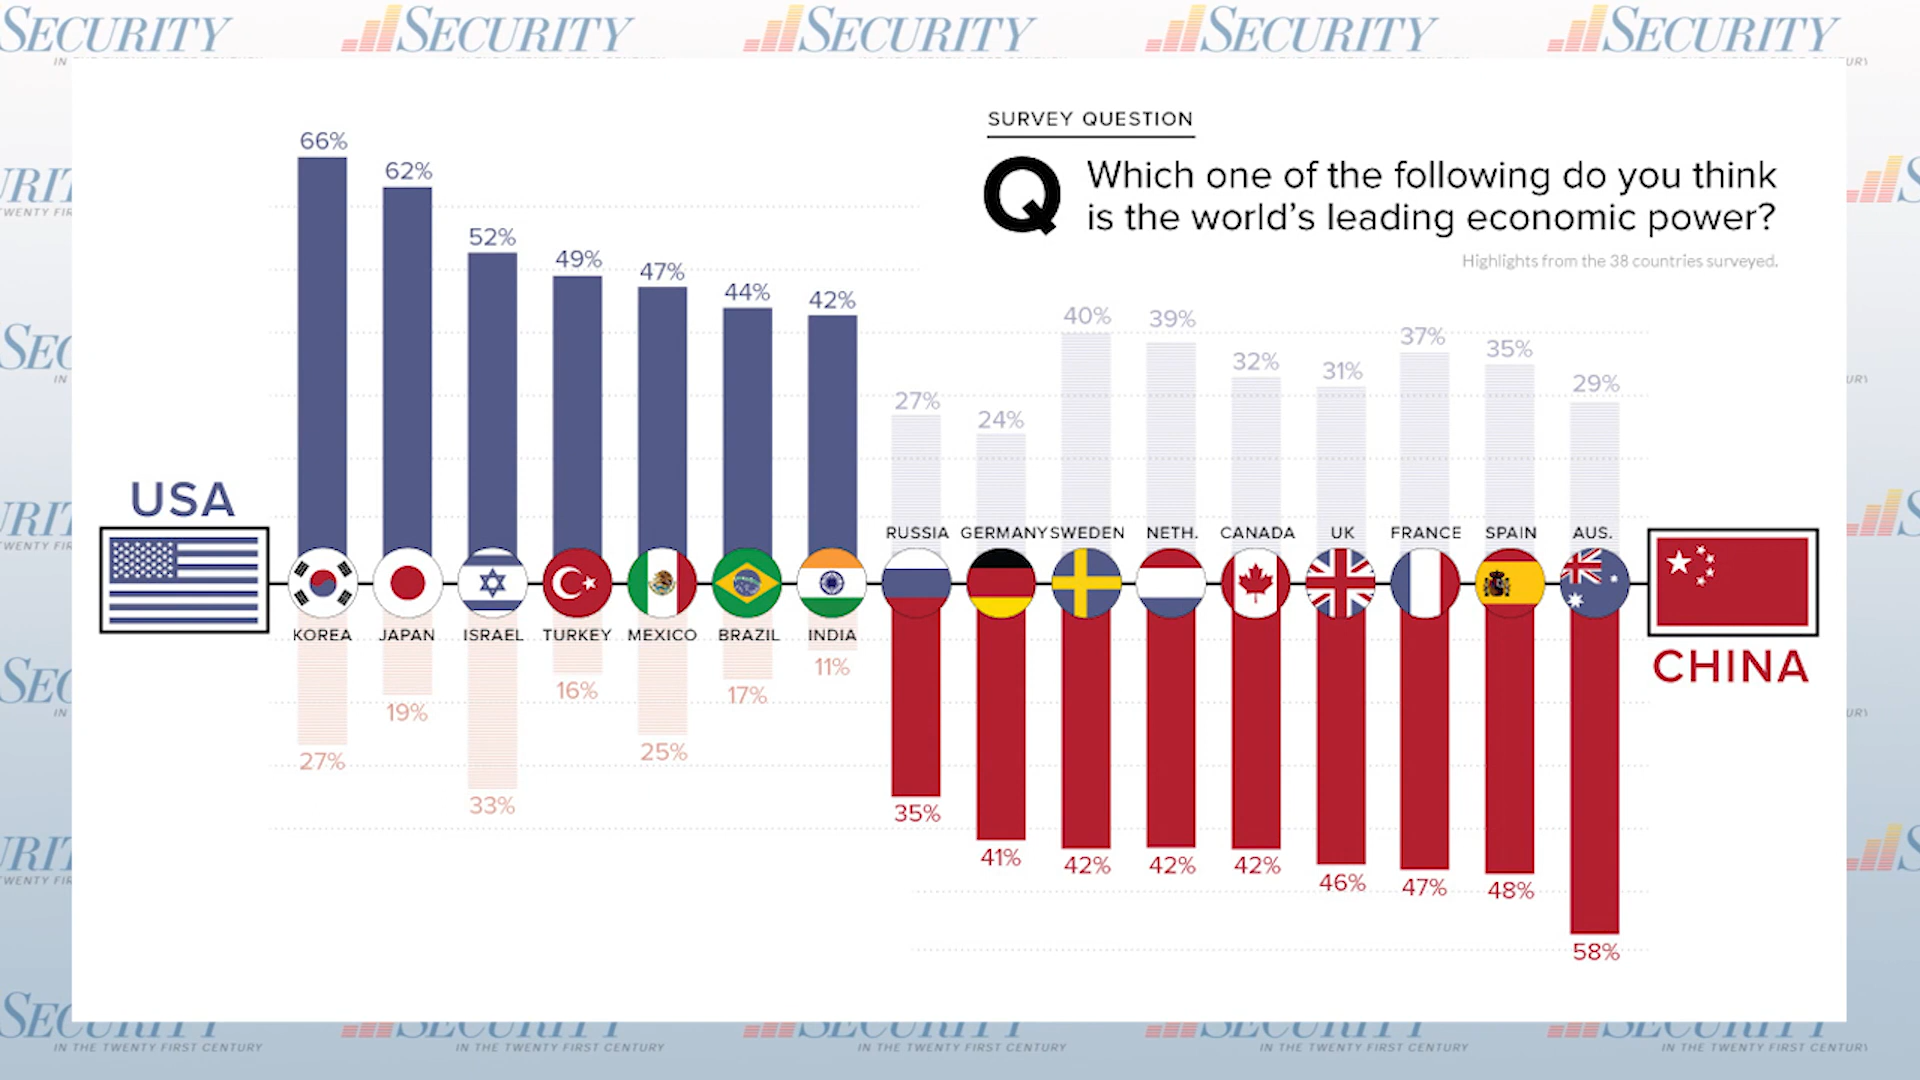 SECURITY SECURITY SECURITY SECURITY SECURITY
SURVEY QUESTION
Q Which one of the following do you think
is the world's leading economic power?
Highlights from the 38 countries surveyed.
66% 62% 52% 49% 47% 44% 42%
27% 24% 40% 39% 32% 31% 37% 35% 29%
USA
RUSSIA GERMANY SWEDEN NETH. CANADA UK FRANCE SPAIN AUS.
KOREA JAPAN ISRAEL TURKEY MEXICO BRAZIL INDIA
CHINA
27% 19% 33% 16% 25% 17% 11%
35% 41% 42% 42% 42% 46% 47% 48% 58%
IN THE TWENTY FIRST CENTURY IN THE TWENTY FIRST CENTURY IN THE TWENTY FIRST CENTURY IN THE TWENTY FIRST CENTURY IN THE TWENTY FIRST CENTURY